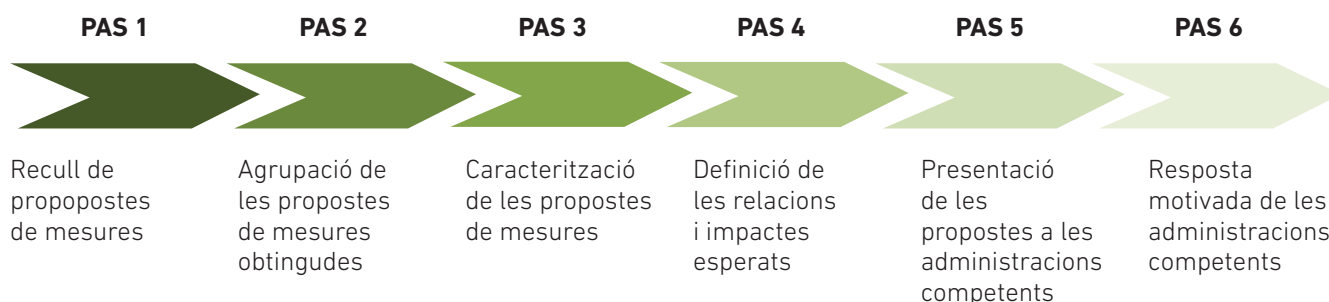 PAS 1
PAS 2
PAS 3
PAS 4
PAS 5
PAS 6
Recull de
propopostes
de mesures
Agrupació de
les propostes
de mesures
obtingudes
Caracterització
de les propostes
de mesures
Definició de
les relacions
i impactes
esperats
Presentació
de les
propostes a les
administracions
competents
Resposta
motivada de les
administracions
competents